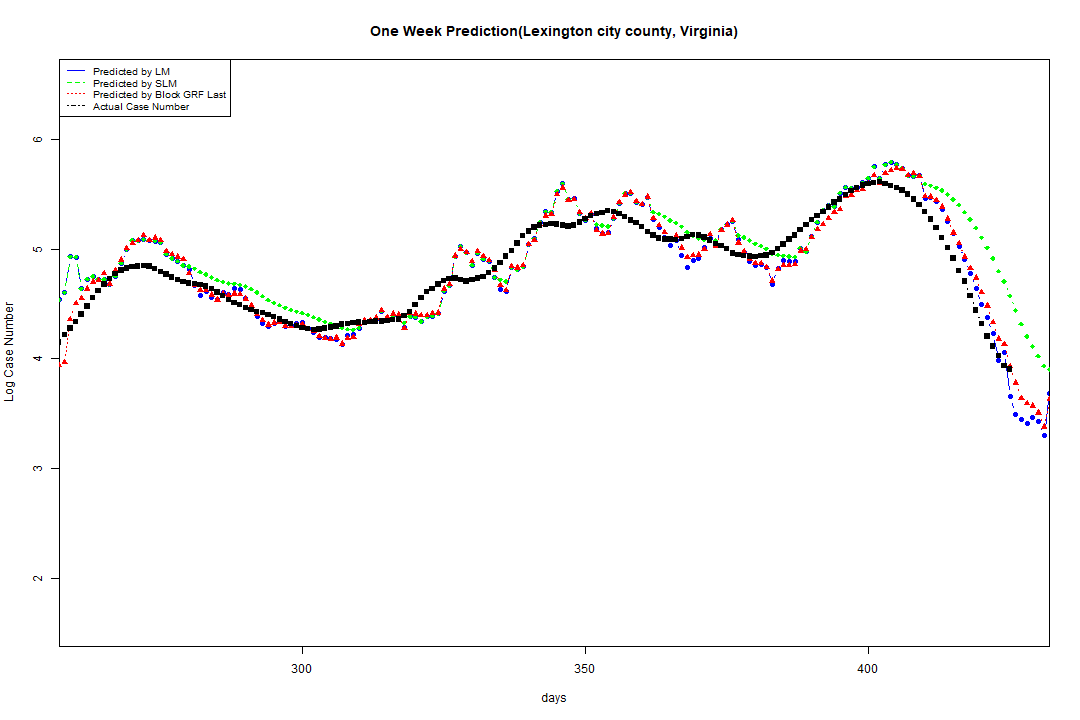 One Week Prediction(Lexington city county, Virginia)
Predicted by LM
Predicted by SLM
Predicted by Block GRF Last
Actual Case Number
6
5
4
3
2
Log Case Number
300
350
400
days